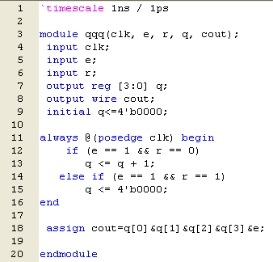 1 `timescale 1ns / 1ps
2
3 module qqq(clk, e, r, q, cout);
4 input clk;
5 input e;
6 input r;
7 output reg [3:0] q;
8 output wire cout;
9 initial q<=4'b0000;
10
11 always @(posedge clk) begin
12 if (e == 1 && r == 0)
13 q <= q + 1;
14 else if (e == 1 && r == 1)
15 q <= 4'b0000;
16 end
17
18 assign cout=q[0]&q[1]&q[2]&q[3]&e;
19
20 endmodule